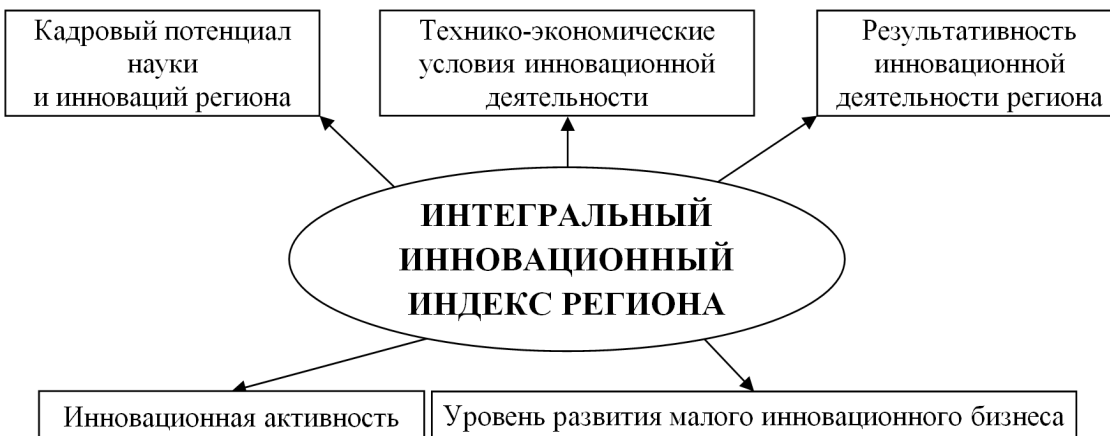 Кадровый потенциал
науки
и инноваций региона
Технико-экономические
условия инновационной
деятельности
Результативность
инновационной
деятельности региона
ИНТЕГРАЛЬНЫЙ
ИННОВАЦИОННЫЙ
ИНДЕКС РЕГИОНА
Инновационная активность
Уровень развития малого инновационного бизнеса